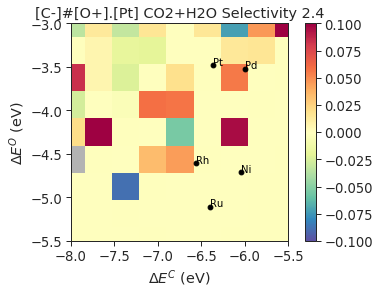 [C-]#[O+].[Pt] CO2+H2O Selectivity 2.4
−3.0
−3.5
−4.0
−4.5
−5.0
−5.5
ΔE^O (eV)
−8.0 −7.5 −7.0 −6.5 −6.0 −5.5
ΔE^C (eV)
Pt
Pd
Rh
Ni
Ru
0.100
0.075
0.050
0.025
0.000
−0.025
−0.050
−0.075
−0.100